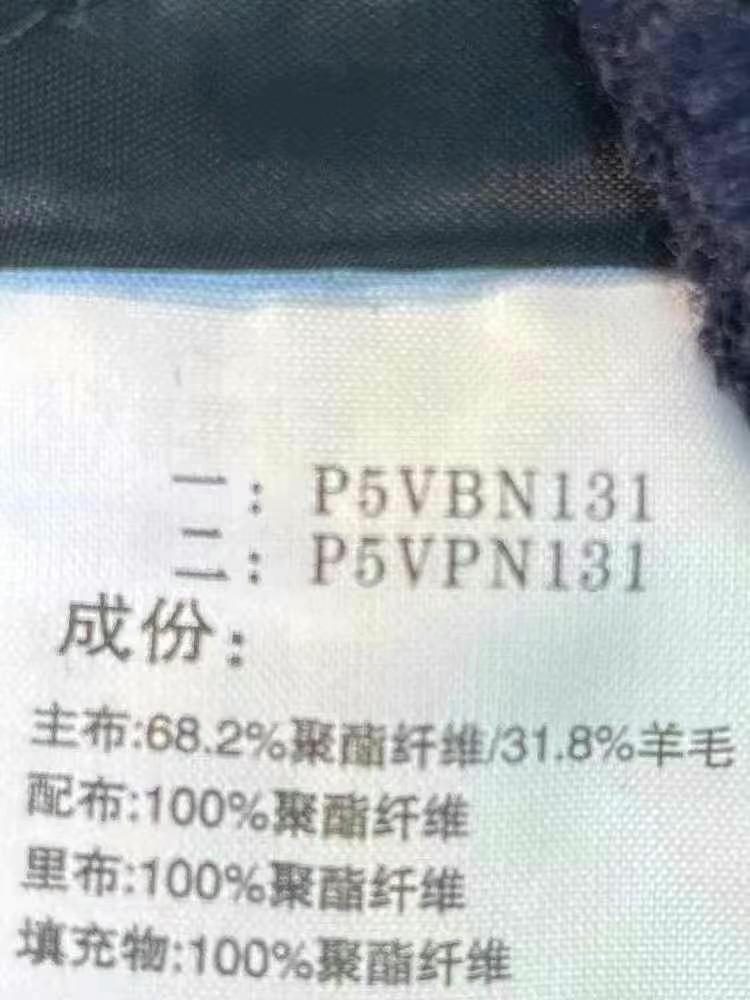 一: P5VBN131
二: P5VPN131
成份:
主布:68.2%聚酯纤维/31.8%羊毛
配布:100%聚酯纤维
里布:100%聚酯纤维
填充物:100%聚酯纤维